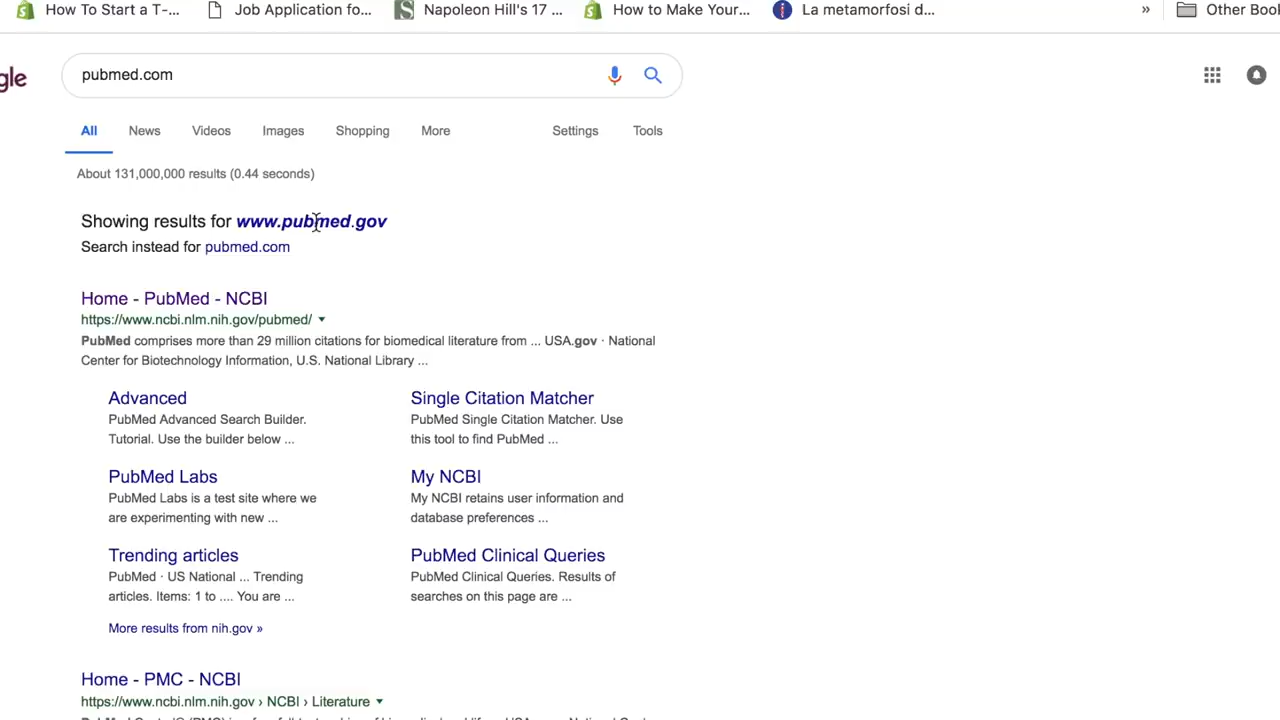 How To Start a T-... Job Application fo... Napoleon Hill's 17 ... How to Make Your... La metamorfosi d... » Other Book
gle pubmed.com
All News Videos Images Shopping More Settings Tools
About 131,000,000 results (0.44 seconds)
Showing results for www.pubmed.gov
Search instead for pubmed.com
Home - PubMed - NCBI
https://www.ncbi.nlm.nih.gov/pubmed/
PubMed comprises more than 29 million citations for biomedical literature from ... USA.gov · National
Center for Biotechnology Information, U.S. National Library ...
Advanced
PubMed Advanced Search Builder.
Tutorial. Use the builder below ...
Single Citation Matcher
PubMed Single Citation Matcher. Use
this tool to find PubMed ...
PubMed Labs
PubMed Labs is a test site where we
are experimenting with new ...
My NCBI
My NCBI retains user information and
database preferences ...
Trending articles
PubMed · US National ... Trending
articles. Items: 1 to .... You are ...
PubMed Clinical Queries
PubMed Clinical Queries. Results of
searches on this page are ...
More results from nih.gov »
Home - PMC - NCBI
https://www.ncbi.nlm.nih.gov › NCBI › Literature